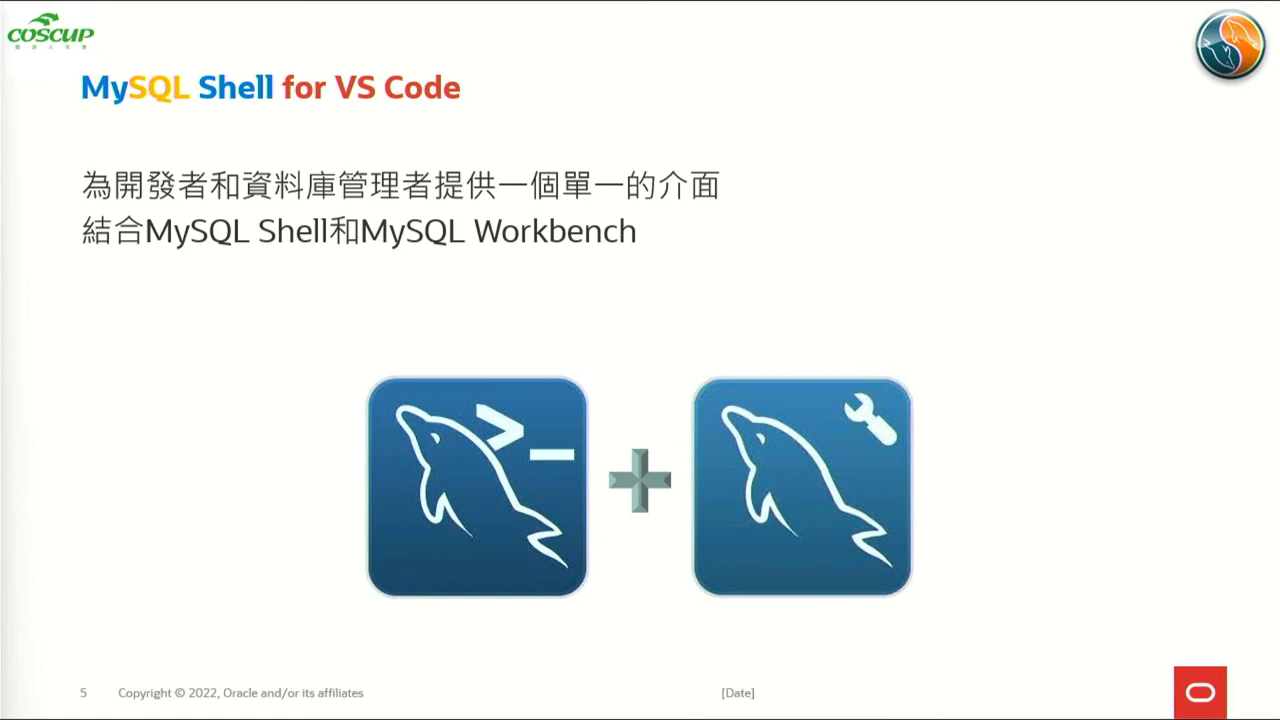 COSCUP
MySQL Shell for VS Code
為開發者和資料庫管理者提供一個單一的介面
結合MySQL Shell和MySQL Workbench
5
Copyright © 2022, Oracle and/or its affiliates
[Date]